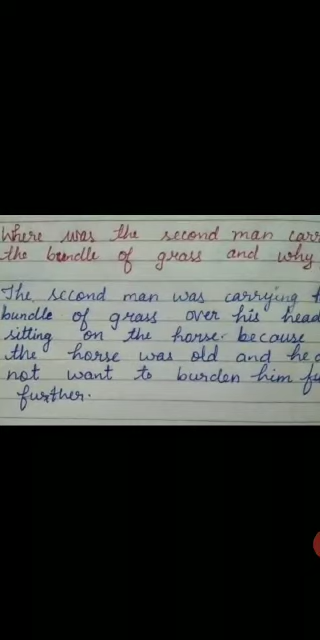 Where was the second man carr
the bundle of grass and why
The second man was carrying t
bundle of grass over his head
sitting on the horse. because
the horse was old and he d
not want to burden him fu
further.